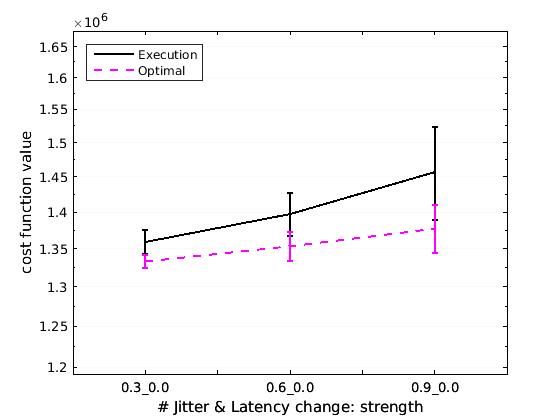 ×10⁶
1.65
1.6
1.55
1.5
1.45
1.4
1.35
1.3
1.25
1.2
cost function value
Execution
Optimal
0.3_0.0 0.6_0.0 0.9_0.0
# Jitter & Latency change: strength